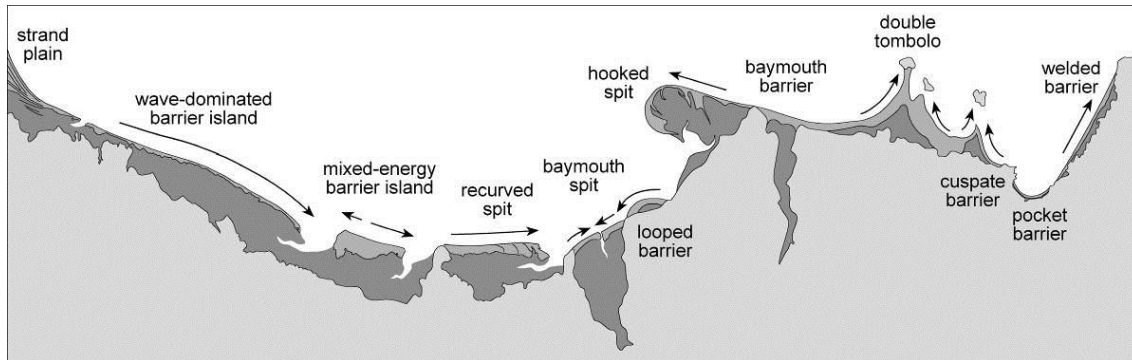 strand
plain
wave-dominated
barrier island
mixed-energy
barrier island
recurved
spit
baymouth
spit
looped
barrier
hooked
spit
baymouth
barrier
double
tombolo
cuspate
barrier
pocket
barrier
welded
barrier